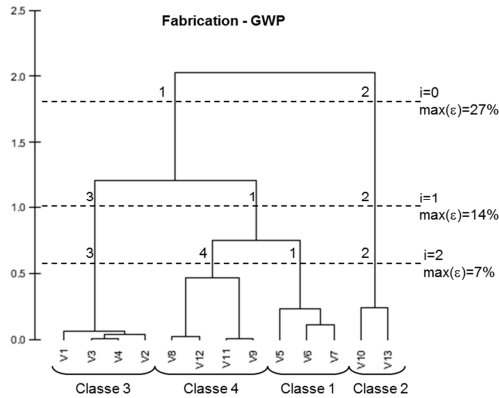 Fabrication - GWP
2.5
2.0
1 2 i=0
max(ε)=27%
1.5
3 1 2 i=1
1.0
max(ε)=14%
3 4 1 2 i=2
max(ε)=7%
0.5
0.0
V1 V3 V4 V2 V8 V12 V11 V9 V5 V6 V7 V10 V13
Classe 3 Classe 4 Classe 1 Classe 2